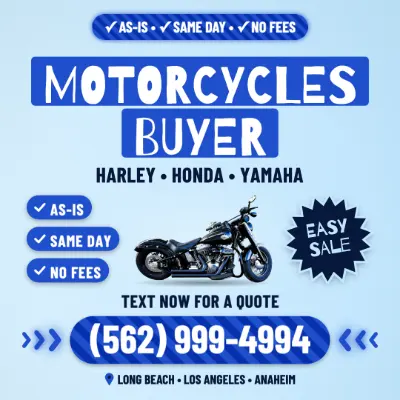 ✓ AS-IS • ✓ SAME DAY • ✓ NO FEES
MOTORCYCLES
BUYER
HARLEY • HONDA • YAMAHA
✓ AS-IS
✓ SAME DAY
✓ NO FEES
EASY
SALE
TEXT NOW FOR A QUOTE
(562) 999-4994
LONG BEACH • LOS ANGELES • ANAHEIM